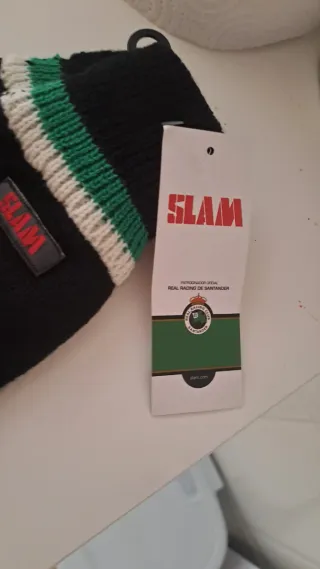 SLAM
SLAM
PATROCINADOR OFICIAL
REAL RACING DE SANTANDER